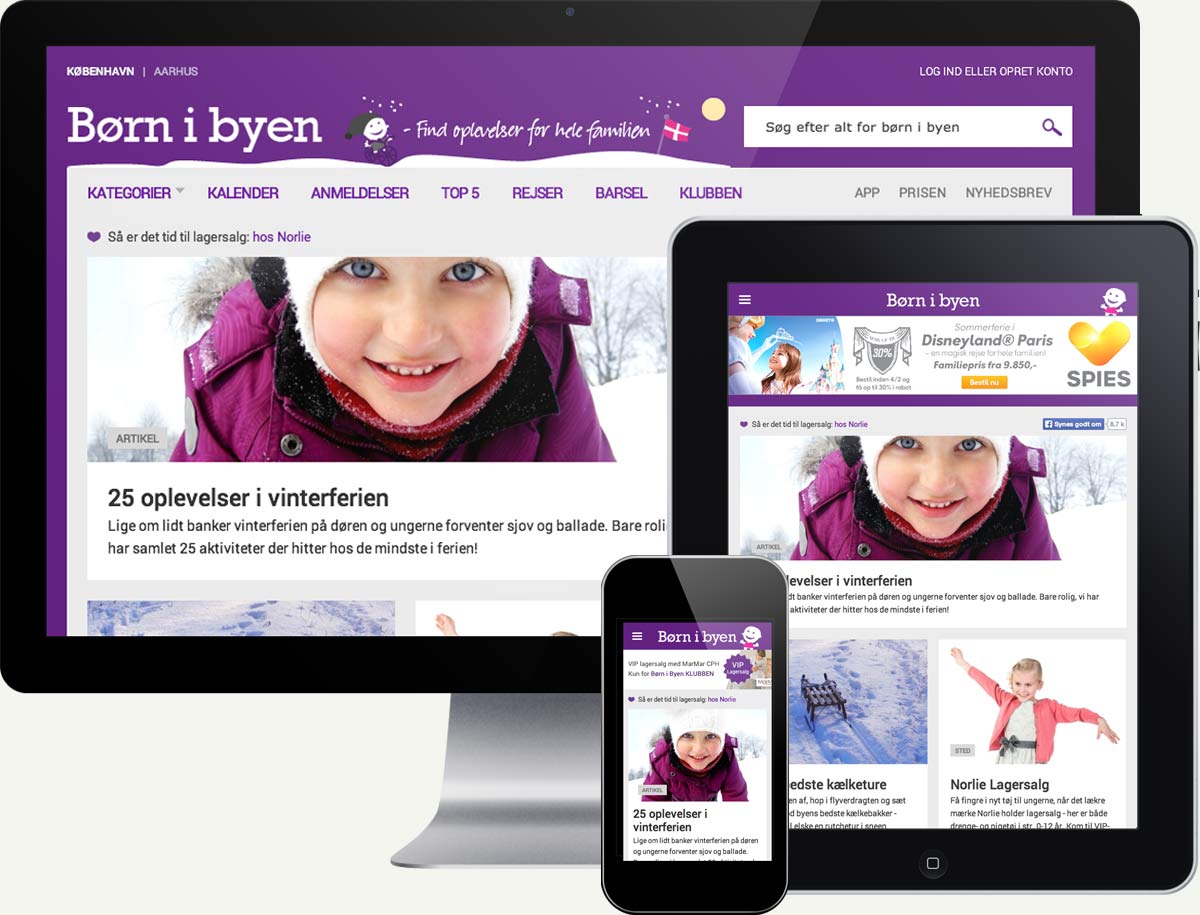 KØBENHAVN | AARHUS
LOG IND ELLER OPRET KONTO
Børn i byen
- Find oplevelser for hele familien
Søg efter alt for børn i byen
KATEGORIER KALENDER ANMELDELSER TOP 5 REJSER BARSEL KLUBBEN APP PRISEN NYHEDSBREV
Så er det tid til lagersalg: hos Norlie
ARTIKEL
25 oplevelser i vinterferien
Lige om lidt banker vinterferien på døren og ungerne forventer sjov og ballade. Bare roli
har samlet 25 aktiviteter der hitter hos de mindste i ferien!
Børn i byen
DISNEY
30%
Bestil inden 4/2 og
få op til 30% i rabat
Sommerferie i
Disneyland® Paris
– en magisk rejse for hele familien!
Familiepris fra 9.850,-
Bestil nu
SPIES
Så er det tid til lagersalg: hos Norlie
Synes godt om 8,7 k
ARTIKEL
levelser i vinterferien
dt banker vinterferien på døren og ungerne forventer sjov og ballade. Bare rolig, vi har
aktiviteter der hitter hos de mindste i ferien!
edste kælketure
en af, hop i flyverdragten og sæt
d byens bedste kælkebakker -
l elske en rutchetur i sneen
STED
Norlie Lagersalg
Få fingre i nyt tøj til ungerne, når det lækre
mærke Norlie holder lagersalg - her er både
drenge- og pigetøj i str. 0-12 år. Kom til VIP-
Børn i byen
VIP lagersalg med MarMar CPH
Kun for Børn i Byen KLUBBEN
VIP
Lagersalg
Så er det tid til lagersalg: hos Norlie
ARTIKEL
25 oplevelser i
vinterferien
Lige om lidt banker vinterferien på døren
og ungerne forventer sjov og ballade.